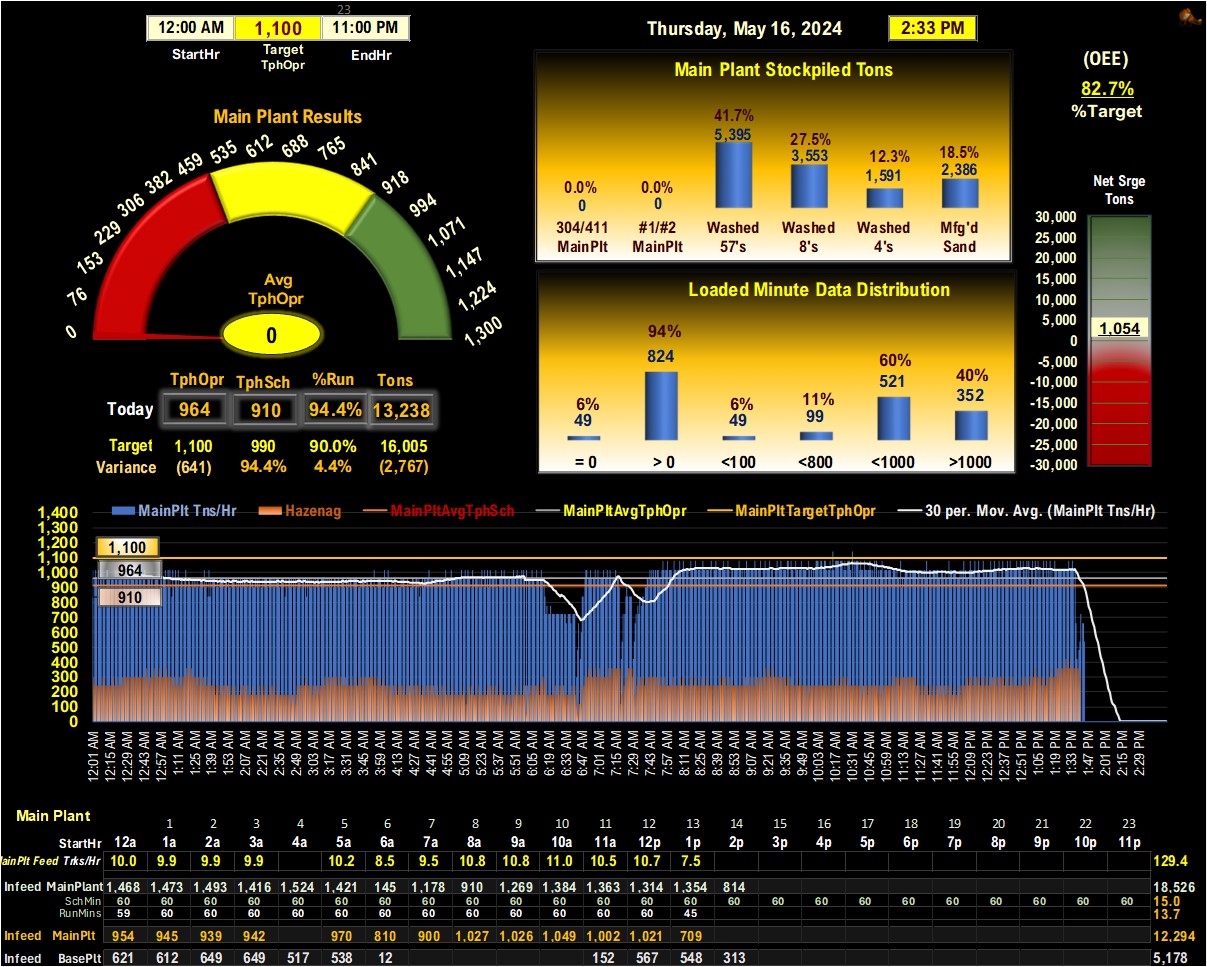 23
12:00 AM 1,100 11:00 PM
StartHr Target TphOpr EndHr
Thursday, May 16, 2024 2:33 PM
(OEE)
82.7%
%Target
Main Plant Results
0 76 153 229 306 382 459 535 612 688 765 841 918 994 1,071 1,147 1,224 1,300
Avg
TphOpr
0
TphOpr TphSch %Run Tons
Today 964 910 94.4% 13,238
Target 1,100 990 90.0% 16,005
Variance (641) 94.4% 4.4% (2,767)
Main Plant Stockpiled Tons
0.0% 0.0% 41.7% 27.5% 12.3% 18.5%
0 0 5,395 3,553 1,591 2,386
304/411 #1/#2 Washed Washed Washed Mfg'd
MainPlt MainPlt 57's 8's 4's Sand
Loaded Minute Data Distribution
6% 94% 6% 11% 60% 40%
49 824 49 99 521 352
= 0 > 0 <100 <800 <1000 >1000
Net Srge
Tons
30,000
25,000
20,000
15,000
10,000
5,000
1,054
0
-5,000
-10,000
-15,000
-20,000
-25,000
-30,000
MainPlt Tns/Hr Hazenag MainPltAvgTphSch MainPltAvgTphOpr MainPltTargetTphOpr 30 per. Mov. Avg. (MainPlt Tns/Hr)
1,400
1,300
1,200
1,100
1,000
900
800
700
600
500
400
300
200
100
0
1,100
964
910
12:01 AM 12:15 AM 12:29 AM 12:43 AM 12:57 AM 1:11 AM 1:25 AM 1:39 AM 1:53 AM 2:07 AM 2:21 AM 2:35 AM 2:49 AM 3:03 AM 3:17 AM 3:31 AM 3:45 AM 3:59 AM 4:13 AM 4:27 AM 4:41 AM 4:55 AM 5:09 AM 5:23 AM 5:37 AM 5:51 AM 6:05 AM 6:19 AM 6:33 AM 6:47 AM 7:01 AM 7:15 AM 7:29 AM 7:43 AM 7:57 AM 8:11 AM 8:25 AM 8:39 AM 8:53 AM 9:07 AM 9:21 AM 9:35 AM 9:49 AM 10:03 AM 10:17 AM 10:31 AM 10:45 AM 10:59 AM 11:13 AM 11:27 AM 11:41 AM 11:55 AM 12:09 PM 12:23 PM 12:37 PM 12:51 PM 1:05 PM 1:19 PM 1:33 PM 1:47 PM 2:01 PM 2:15 PM 2:29 PM
Main Plant
1 2 3 4 5 6 7 8 9 10 11 12 13 14 15 16 17 18 19 20 21 22 23
StartHr 12a 1a 2a 3a 4a 5a 6a 7a 8a 9a 10a 11a 12p 1p 2p 3p 4p 5p 6p 7p 8p 9p 10p 11p
MainPlt Feed Trks/Hr 10.0 9.9 9.9 9.9 10.2 8.5 9.5 10.8 10.8 11.0 10.5 10.7 7.5 129.4
Infeed MainPlant 1,468 1,473 1,493 1,416 1,524 1,421 145 1,178 910 1,269 1,384 1,363 1,314 1,354 814 18,526
SchMin 60 60 60 60 60 60 60 60 60 60 60 60 60 60 60 60 60 60 60 60 60 60 60 60 15.0
RunMins 59 60 60 60 60 60 60 60 60 60 60 60 45 13.7
Infeed MainPlt 954 945 939 942 970 810 900 1,027 1,026 1,049 1,002 1,021 709 12,294
Infeed BasePlt 621 612 649 649 517 538 12 152 567 548 313 5,178